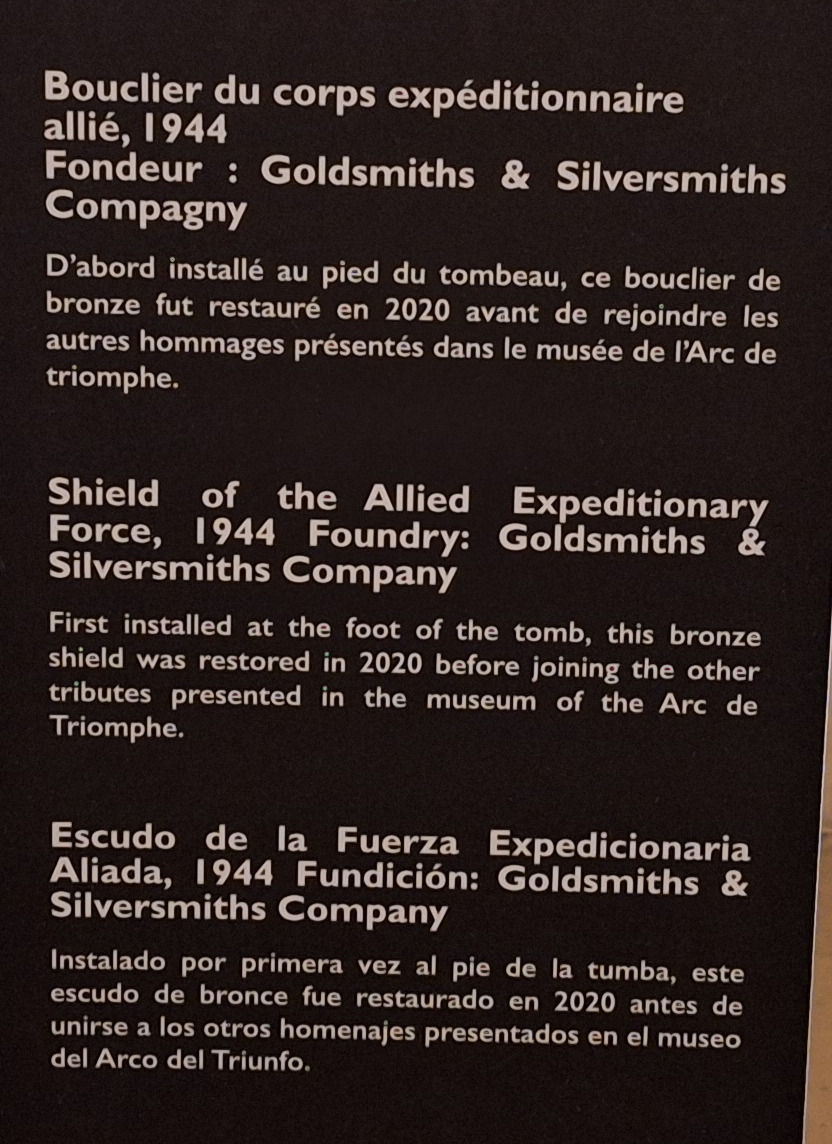 Bouclier du corps expéditionnaire
allié, 1944
Fondeur : Goldsmiths & Silversmiths
Compagny
D'abord installé au pied du tombeau, ce bouclier de
bronze fut restauré en 2020 avant de rejoindre les
autres hommages présentés dans le musée de l'Arc de
triomphe.
Shield of the Allied Expeditionary
Force, 1944 Foundry: Goldsmiths &
Silversmiths Company
First installed at the foot of the tomb, this bronze
shield was restored in 2020 before joining the other
tributes presented in the museum of the Arc de
Triomphe.
Escudo de la Fuerza Expedicionaria
Aliada, 1944 Fundición: Goldsmiths &
Silversmiths Company
Instalado por primera vez al pie de la tumba, este
escudo de bronce fue restaurado en 2020 antes de
unirse a los otros homenajes presentados en el museo
del Arco del Triunfo.